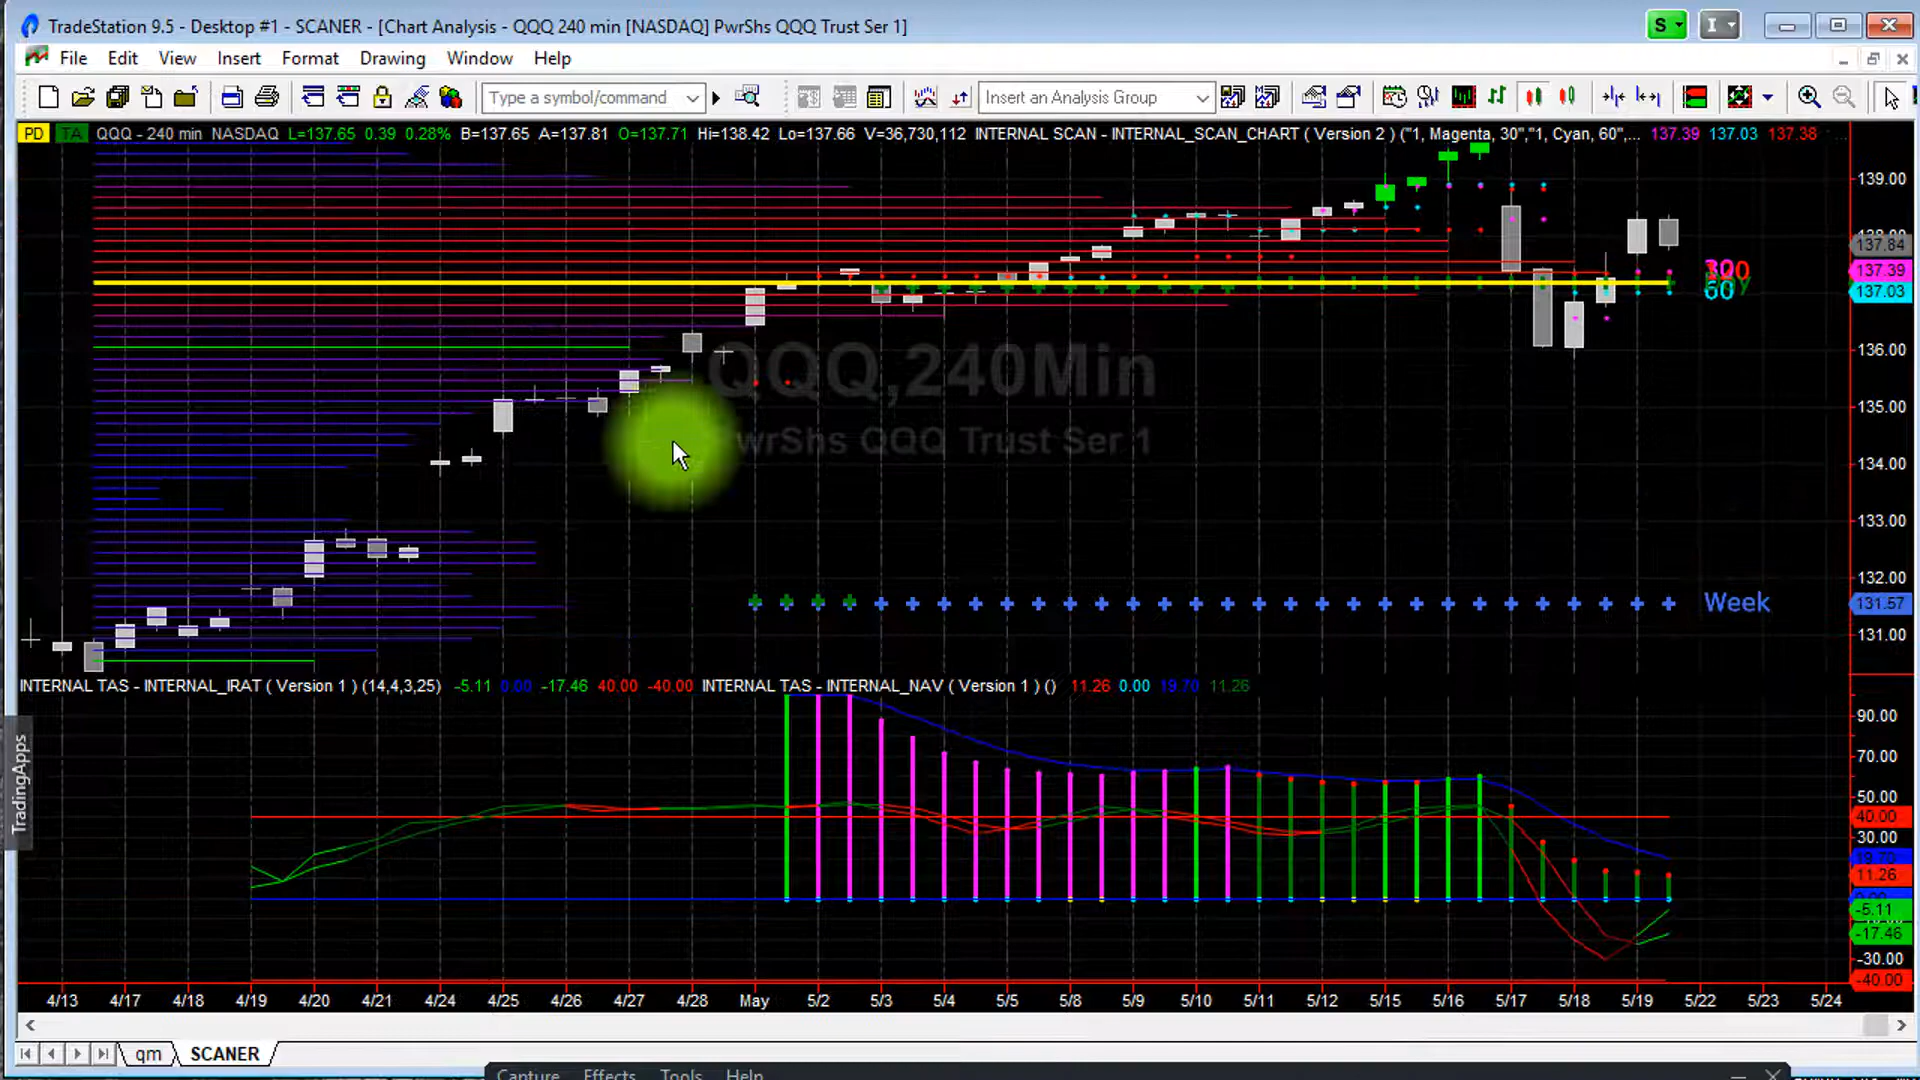 TradeStation 9.5 - Desktop #1 - SCANER - [Chart Analysis - QQQ 240 min [NASDAQ] PwrShs QQQ Trust Ser 1]
S
I
File Edit View Insert Format Drawing Window Help
Type a symbol/command
Insert an Analysis Group
PD TA QQQ - 240 min NASDAQ L=137.65 0.39 0.28% B=137.65 A=137.81 O=137.71 Hi=138.42 Lo=137.66 V=36,730,112 INTERNAL SCAN - INTERNAL_SCAN_CHART ( Version 2 ) ("1, Magenta, 30","1, Cyan, 60",... 137.39 137.03 137.38 ...
139.00
137.84
137.39
60
137.03
136.00
QQQ,240Min
135.00
PwrShs QQQ Trust Ser 1
134.00
133.00
132.00
Week
131.57
131.00
INTERNAL TAS - INTERNAL_IRAT ( Version 1 ) (14,4,3,25) -5.11 0.00 -17.46 40.00 -40.00 INTERNAL TAS - INTERNAL_NAV ( Version 1 ) () 11.26 0.00 19.70 11.26
90.00
70.00
50.00
40.00
30.00
19.70
11.26
-5.11
-17.46
-30.00
-40.00
TradingApps
4/13 4/17 4/18 4/19 4/20 4/21 4/24 4/25 4/26 4/27 4/28 May 5/2 5/3 5/4 5/5 5/8 5/9 5/10 5/11 5/12 5/15 5/16 5/17 5/18 5/19 5/22 5/23 5/24
qm SCANER
Capture Effects Tools Help